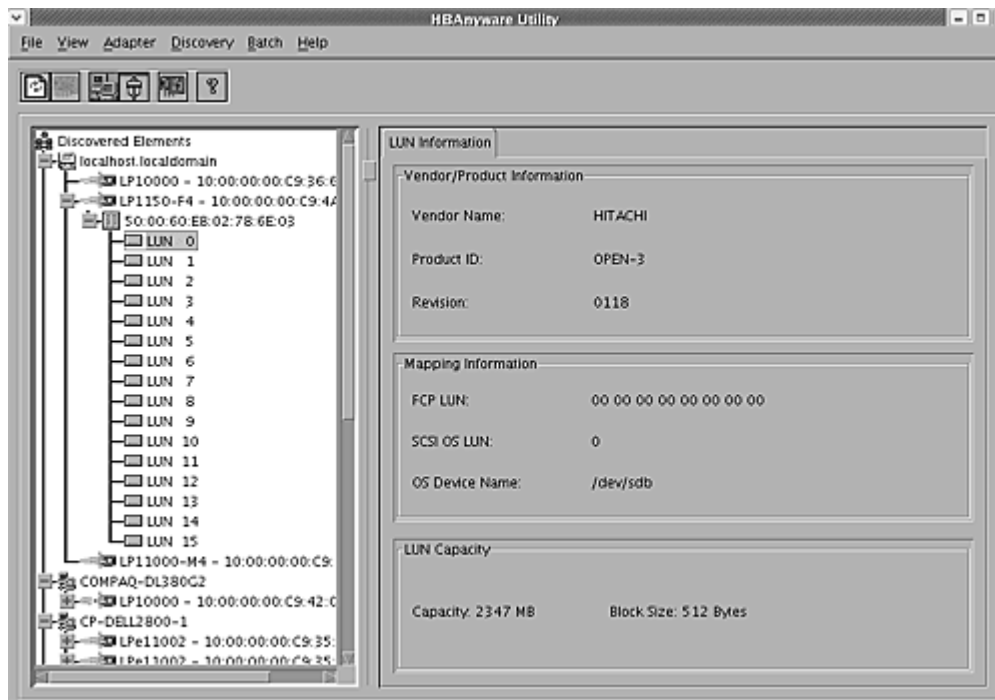 HBAnyware Utility
File View Adapter Discovery Batch Help
Discovered Elements
localhost.localdomain
LP10000 - 10:00:00:00:C9:36:6
LP1150-F4 - 10:00:00:00:C9:4A
50:00:60:E8:02:78:6E:03
LUN 0
LUN 1
LUN 2
LUN 3
LUN 4
LUN 5
LUN 6
LUN 7
LUN 8
LUN 9
LUN 10
LUN 11
LUN 12
LUN 13
LUN 14
LUN 15
LP11000-M4 - 10:00:00:00:C9:
COMPAQ-DL380G2
LP10000 - 10:00:00:00:C9:42:0
CP-DELL2800-1
LPe11002 - 10:00:00:00:C9:35:
LPe11002 - 10:00:00:00:C9:35:
LUN Information
Vendor/Product Information
Vendor Name: HITACHI
Product ID: OPEN-3
Revision: 0118
Mapping Information
FCP LUN: 00 00 00 00 00 00 00 00
SCSI OS LUN: 0
OS Device Name: /dev/sdb
LUN Capacity
Capacity: 2347 MB Block Size: 512 Bytes